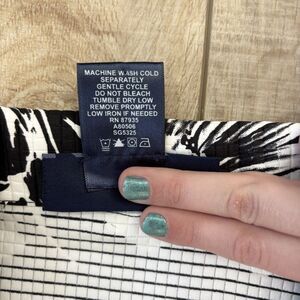 MACHINE WASH COLD
SEPARATELY
GENTLE CYCLE
DO NOT BLEACH
TUMBLE DRY LOW
REMOVE PROMPTLY
LOW IRON IF NEEDED
RN 87935
A80506
SG5325